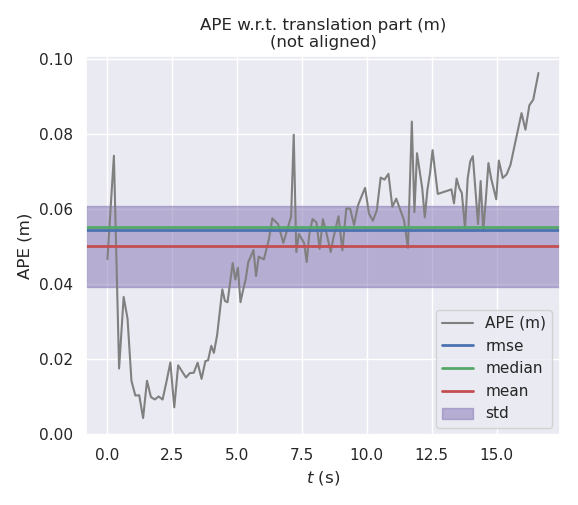 APE w.r.t. translation part (m)
(not aligned)
0.10
0.08
0.06
0.04
0.02
0.00
APE (m)
0.0 2.5 5.0 7.5 10.0 12.5 15.0
t (s)
APE (m)
rmse
median
mean
std